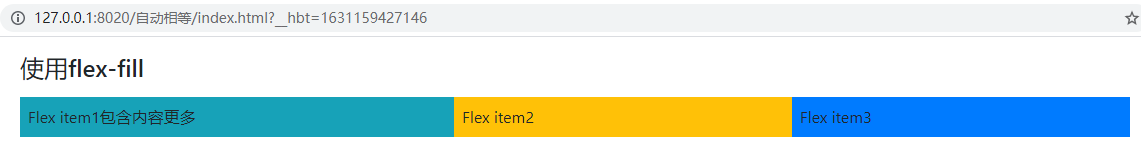 127.0.0.1:8020/自动相等/index.html?__hbt=1631159427146
使用flex-fill
Flex item1包含内容更多 Flex item2 Flex item3